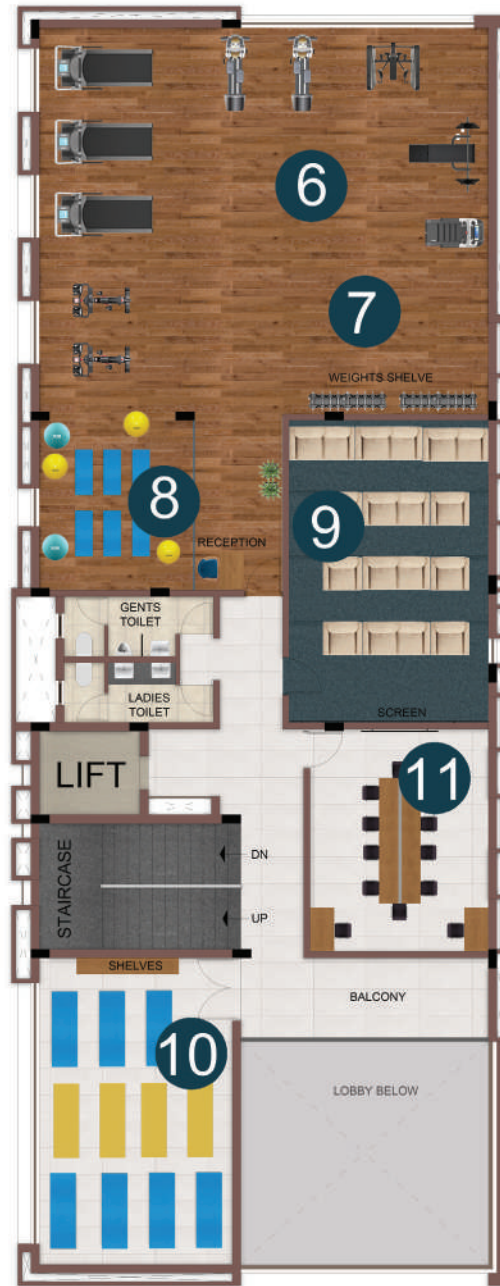 6
7
WEIGHTS SHELVE
8
9
RECEPTION
GENTS
TOILET
LADIES
TOILET
SCREEN
LIFT
11
STAIRCASE
DN
UP
SHELVES
BALCONY
10
LOBBY BELOW